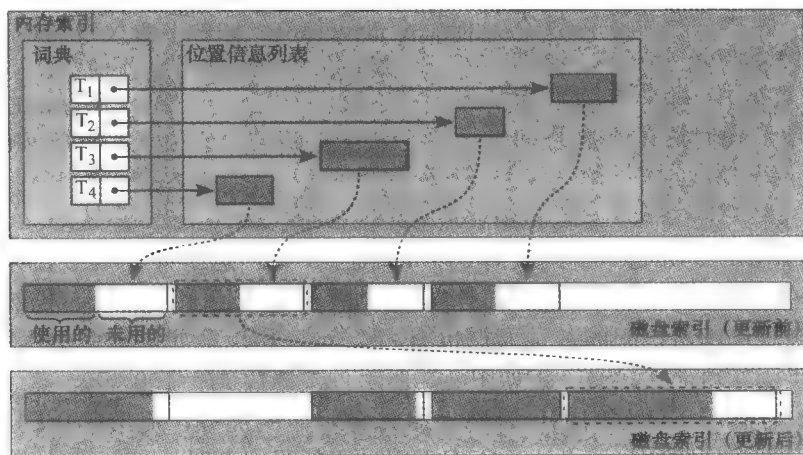 内存索引
词典
位置信息列表
T1
T2
T3
T4
使用的
未用的
磁盘索引（更新前）
磁盘索引（更新后）